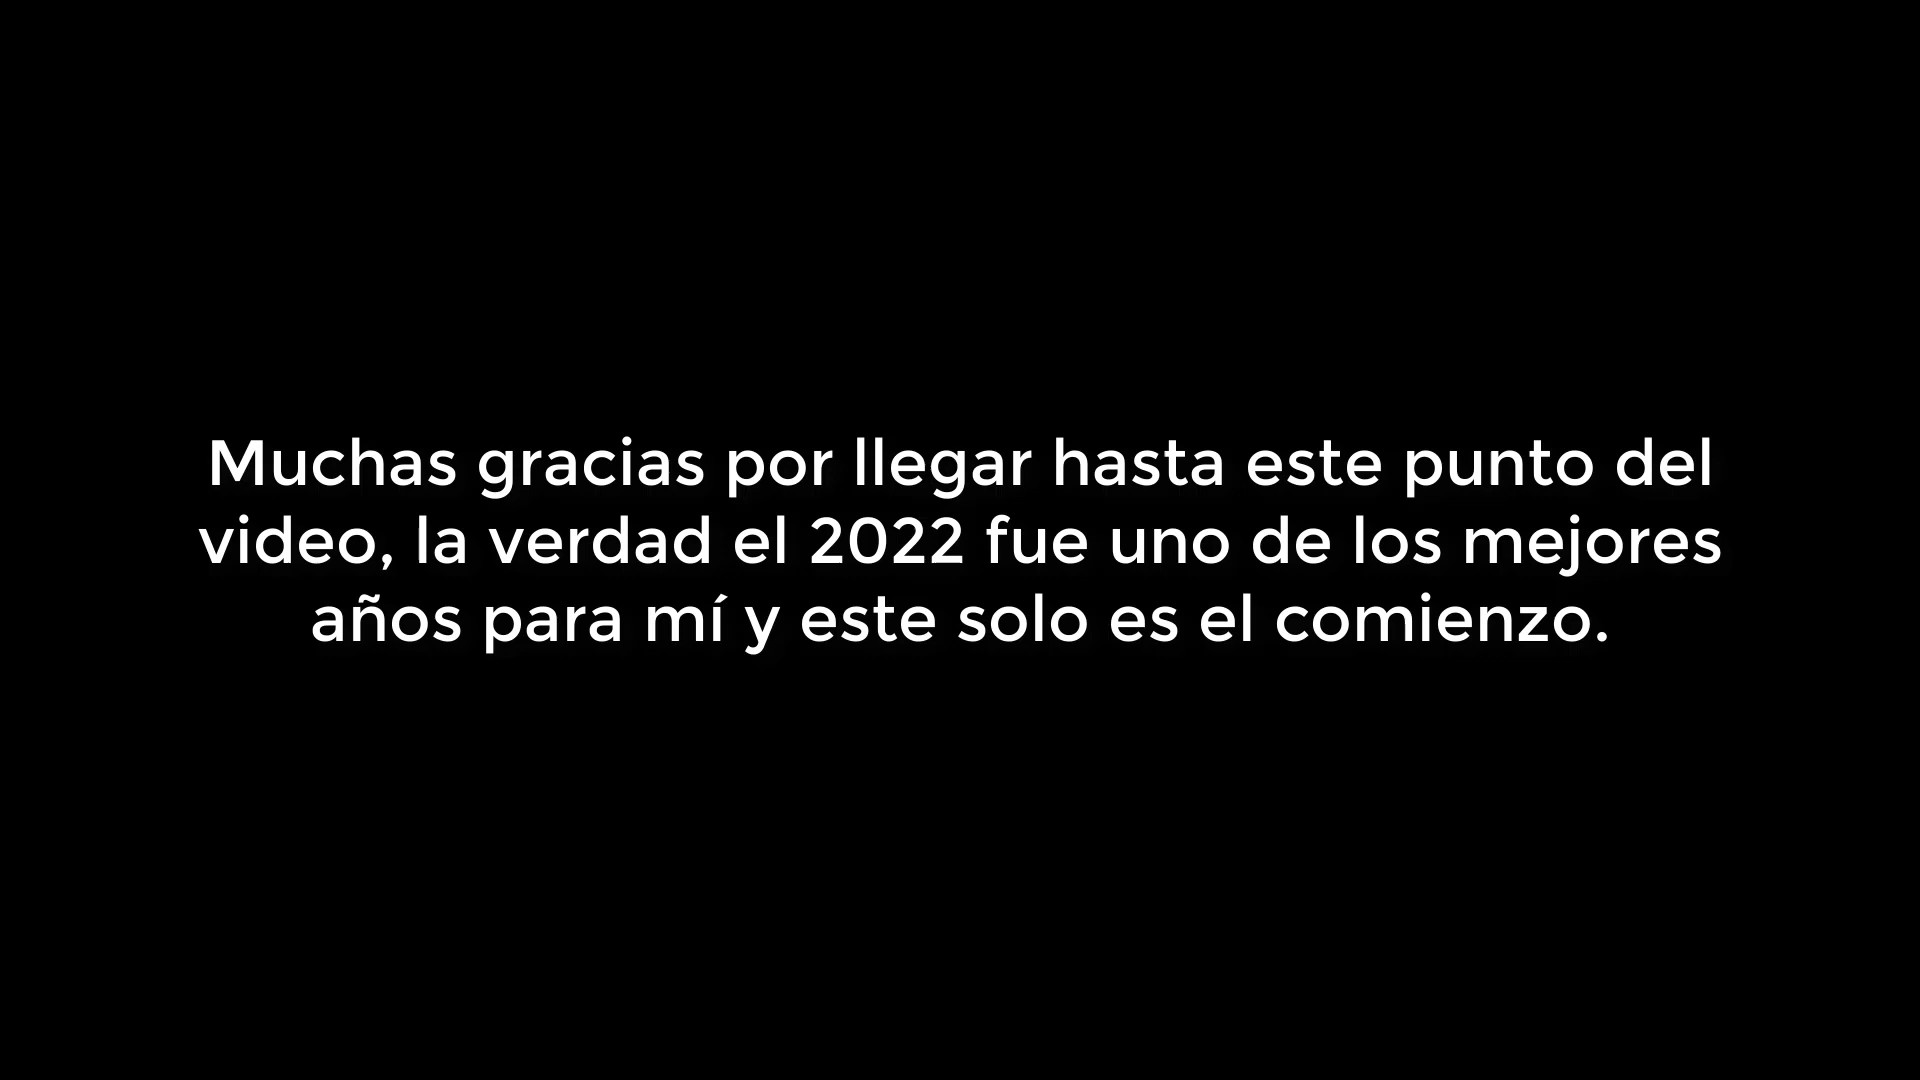 Muchas gracias por llegar hasta este punto del
video, la verdad el 2022 fue uno de los mejores
años para mí y este solo es el comienzo.